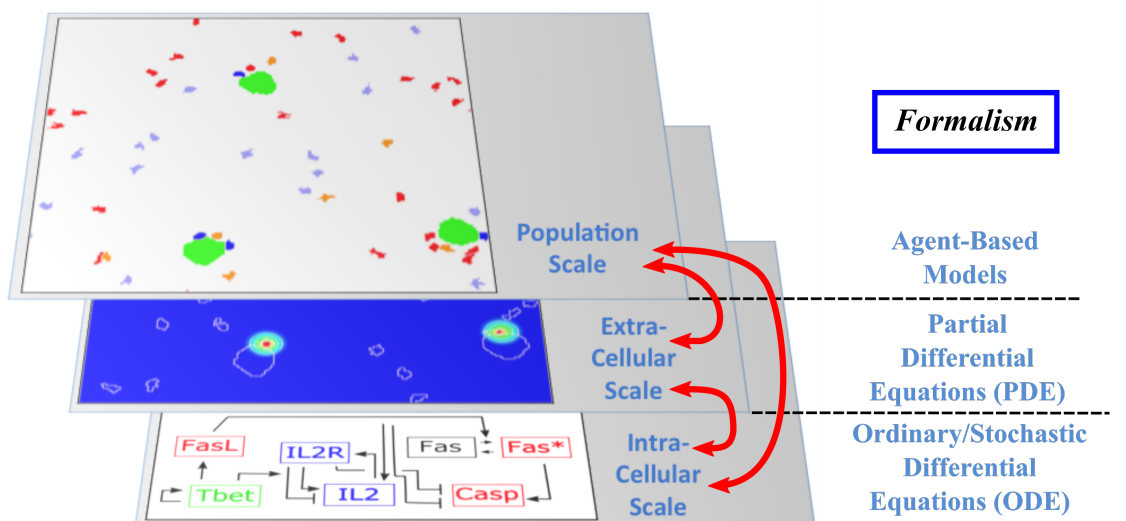 Formalism
Population
Scale
Agent-Based
Models
Extra-
Cellular
Scale
Partial
Differential
Equations (PDE)
FasL
IL2R
Fas
Fas*
Tbet
IL2
Casp
Intra-
Cellular
Scale
Ordinary/Stochastic
Differential
Equations (ODE)